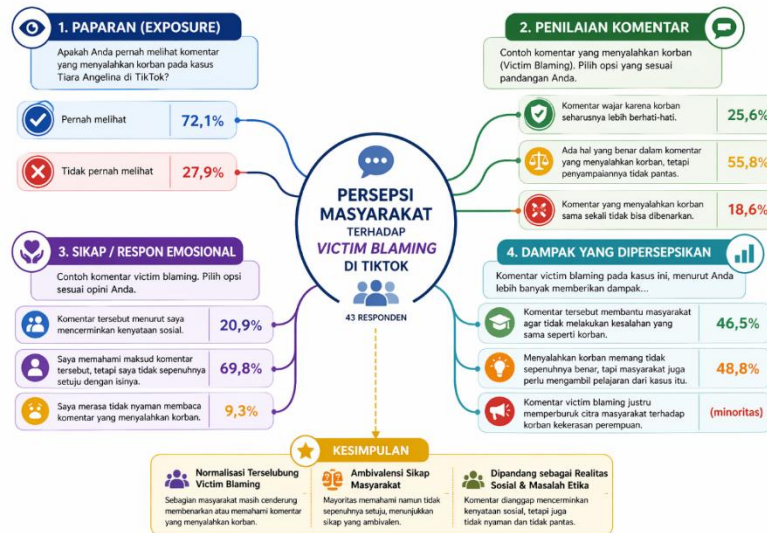 1. PAPARAN (EXPOSURE)
Apakah Anda pernah melihat komentar
yang menyalahkan korban pada kasus
Tiara Angelina di TikTok?
Pernah melihat
72,1%
Tidak pernah melihat
27,9%
2. PENILAIAN KOMENTAR
Contoh komentar yang menyalahkan korban
(Victim Blaming). Pilih opsi yang sesuai
pandangan Anda.
Komentar wajar karena korban
seharusnya lebih berhati-hati.
25,6%
Ada hal yang benar dalam komentar
yang menyalahkan korban, tetapi
penyampaiannya tidak pantas.
55,8%
Komentar yang menyalahkan korban
sama sekali tidak bisa dibenarkan.
18,6%
PERSEPSI
MASYARAKAT
TERHADAP
VICTIM BLAMING
DI TIKTOK
43 RESPONDEN
3. SIKAP / RESPON EMOSIONAL
Contoh komentar victim blaming. Pilih opsi
sesuai opini Anda.
Komentar tersebut menurut saya
mencerminkan kenyataan sosial.
20,9%
Saya memahami maksud komentar
tersebut, tetapi saya tidak sepenuhnya
setuju dengan isinya.
69,8%
Saya merasa tidak nyaman membaca
komentar yang menyalahkan korban.
9,3%
4. DAMPAK YANG DIPERSEPSIKAN
Komentar victim blaming pada kasus ini, menurut Anda
lebih banyak memberikan dampak...
Komentar tersebut membantu masyarakat
agar tidak melakukan kesalahan yang
sama seperti korban.
46,5%
Menyalahkan korban memang tidak
sepenuhnya benar, tapi masyarakat juga
perlu mengambil pelajaran dari kasus itu.
48,8%
Komentar victim blaming justru
memperburuk citra masyarakat terhadap
korban kekerasan perempuan.
(minoritas)
KESIMPULAN
Normalisasi Terselubung
Victim Blaming
Sebagian masyarakat masih cenderung
membenarkan atau memahami komentar
yang menyalahkan korban.
Ambivalensi Sikap
Masyarakat
Mayoritas memahami namun tidak
sepenuhnya setuju, menunjukkan
sikap yang ambivalen.
Dipandang sebagai Realitas
Sosial & Masalah Etika
Komentar dianggap mencerminkan
kenyataan sosial, tetapi juga
tidak nyaman dan tidak pantas.